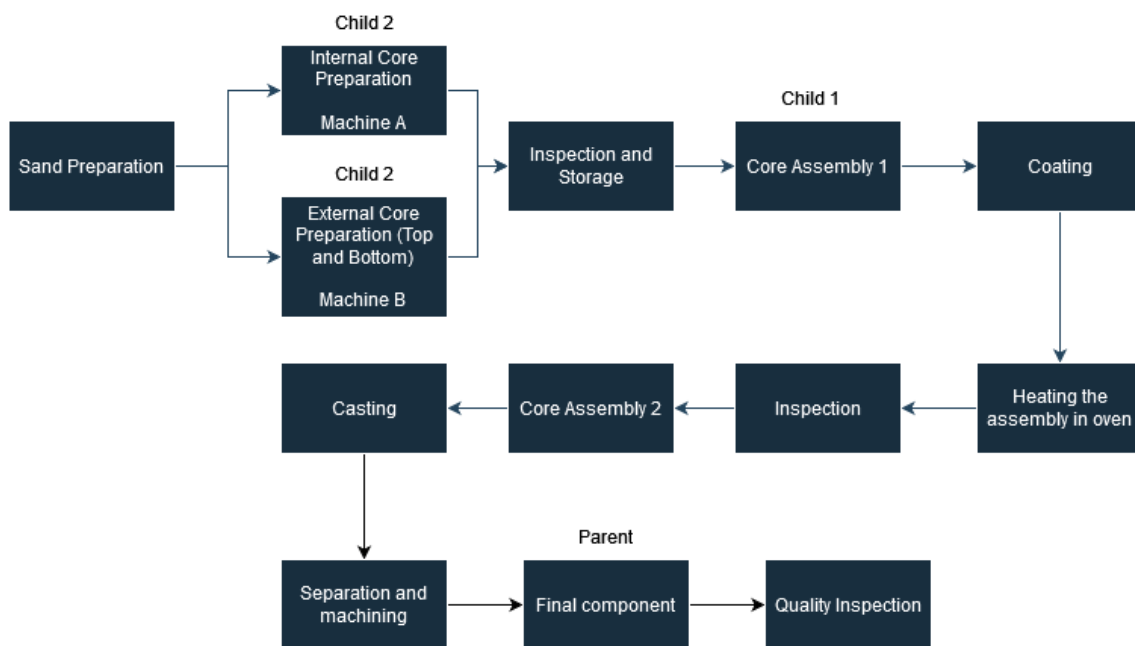 Child 2
Internal Core
Preparation
Machine A
Child 1
Sand Preparation
Child 2
External Core
Preparation (Top
and Bottom)
Machine B
Inspection and
Storage
Core Assembly 1
Coating
Casting
Core Assembly 2
Inspection
Heating the
assembly in oven
Parent
Separation and
machining
Final component
Quality Inspection